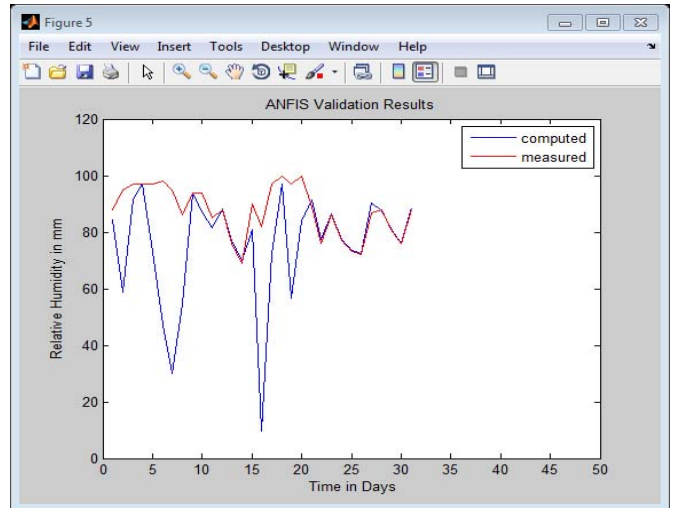 Figure 5
File Edit View Insert Tools Desktop Window Help
ANFIS Validation Results
computed
measured
Relative Humidity in mm
120
100
80
60
40
20
0
0 5 10 15 20 25 30 35 40 45 50
Time in Days